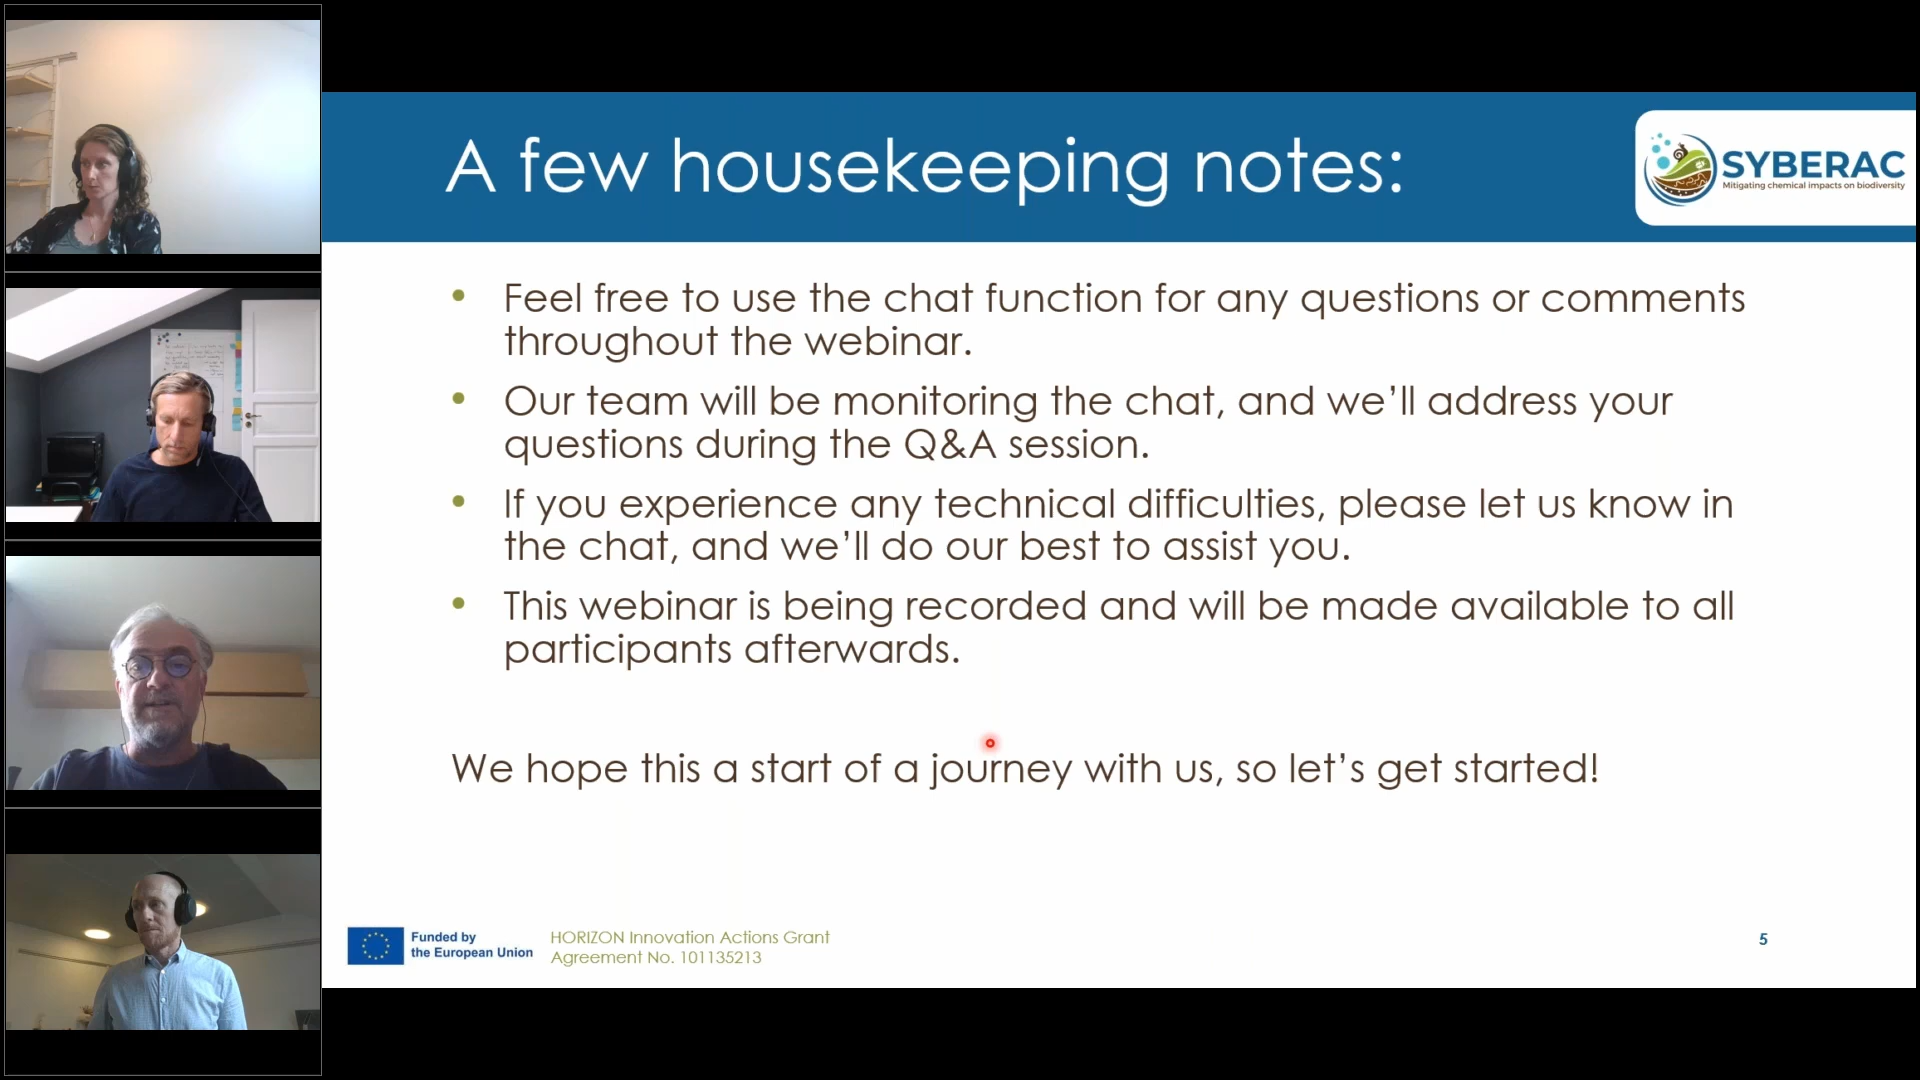 A few housekeeping notes:
SYBERAC
Mitigating chemical impacts on biodiversity
• Feel free to use the chat function for any questions or comments
throughout the webinar.
• Our team will be monitoring the chat, and we’ll address your
questions during the Q&A session.
• If you experience any technical difficulties, please let us know in
the chat, and we’ll do our best to assist you.
• This webinar is being recorded and will be made available to all
participants afterwards.
We hope this a start of a journey with us, so let’s get started!
Funded by
the European Union
HORIZON Innovation Actions Grant
Agreement No. 101135213
5